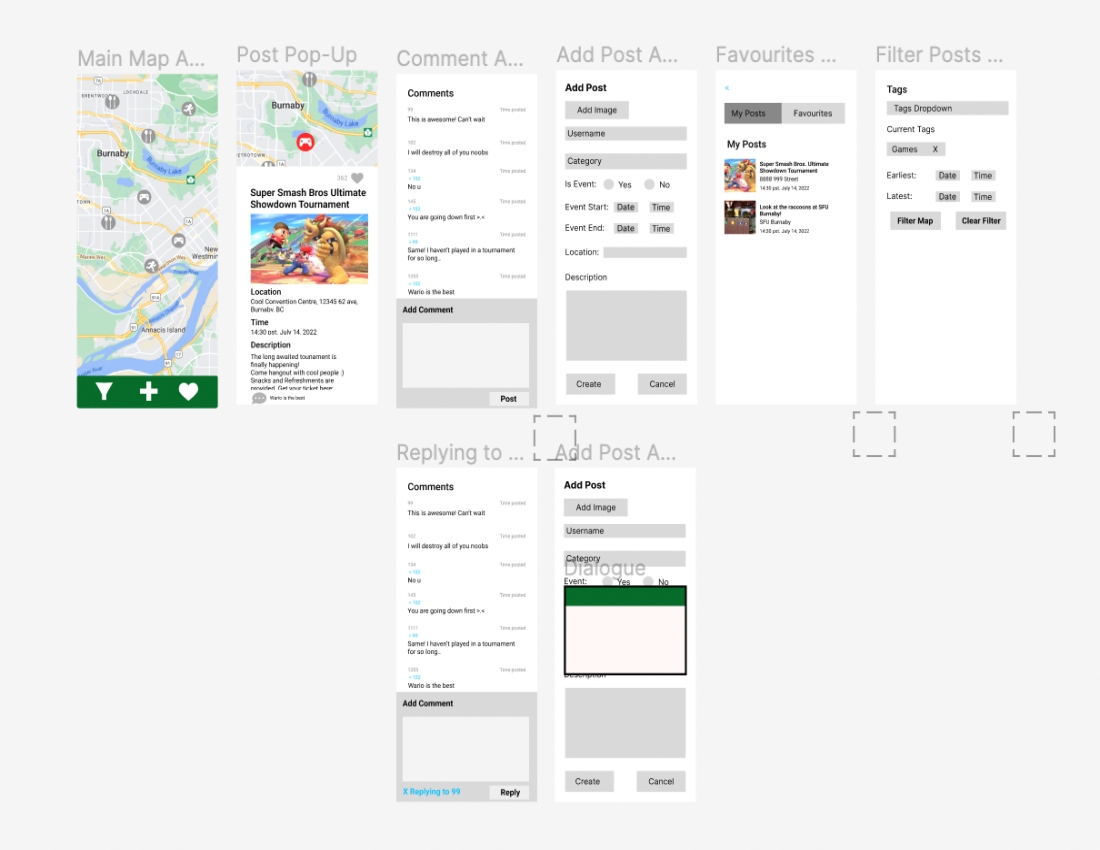 Main Map A...
BRENTWOOD
LOCHDALE
Burnaby
Burnaby Lake
TOWN
New
Westmin
91A
Annacis Island
91
17
Post Pop-Up
Burnaby
Burnaby Lake
ETROTOWN
362
Super Smash Bros Ultimate
Showdown Tournament
Location
Cool Convention Centre, 12345 62 ave,
Burnaby, BC
Time
14:30 pst. July 14, 2022
Description
The long awaited tounament is
finally happening!
Come hangout with cool people :)
Snacks and Refreshments are
provided. Get your ticket here:
Wario is the best
Comment A...
Comments
99
Time posted
This is awesome! Can't wait
102
Time posted
I will destroy all of you noobs
134
Time posted
> 102
No u
143
Time posted
> 102
You are going down first >.<
1111
Time posted
> 99
Same! I haven't played in a tournament
for so long..
1353
Time posted
> 102
Wario is the best
Add Comment
Post
Add Post A...
Add Post
Add Image
Username
Category
Is Event:
Yes
No
Event Start:
Date
Time
Event End:
Date
Time
Location:
Description
Create
Cancel
Favourites ...
<
My Posts
Favourites
My Posts
Super Smash Bros. Ultimate
Showdown Tournament
8888 999 Street
14:30 pst. July 14, 2022
Look at the raccoons at SFU
Burnaby!
SFU Burnaby
14:30 pst. July 14, 2022
Filter Posts ...
Tags
Tags Dropdown
Current Tags
Games X
Earliest:
Date
Time
Latest:
Date
Time
Filter Map
Clear Filter
Replying to ...
Comments
99
Time posted
This is awesome! Can't wait
102
Time posted
I will destroy all of you noobs
134
Time posted
> 102
No u
143
Time posted
> 102
You are going down first >.<
1111
Time posted
> 99
Same! I haven't played in a tournament
for so long..
1353
Time posted
> 102
Wario is the best
Add Comment
X Replying to 99
Reply
Add Post A...
Add Post
Add Image
Username
Category
Dialogue
Event:
Yes
No
Description
Create
Cancel